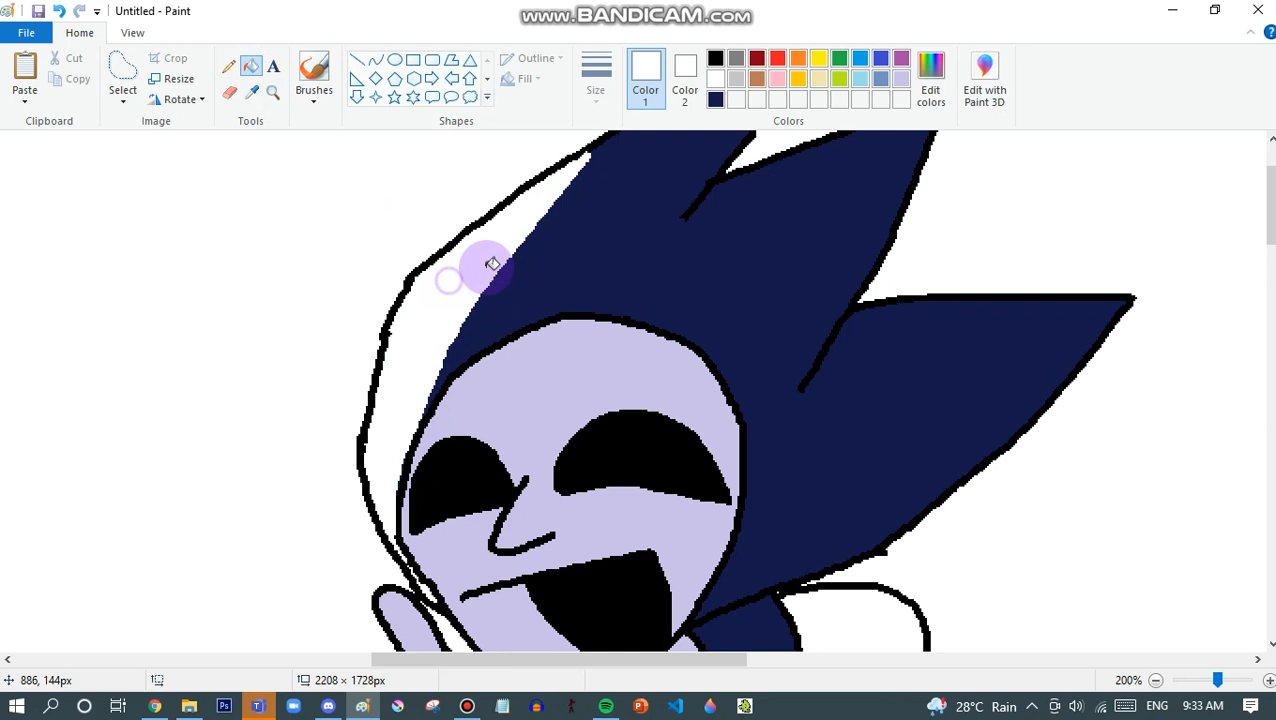 Untitled - Paint
www.BANDICAM.com
File
Home
View
Paste
Cut
Copy
Clipboard
Select
Crop
Resize
Rotate
Image
A
Tools
Brushes
Shapes
Outline
Fill
Size
Color 1
Color 2
Colors
Edit colors
Edit with Paint 3D
886, 144px
2208 × 1728px
200%
28°C Rain
ENG
9:33 AM